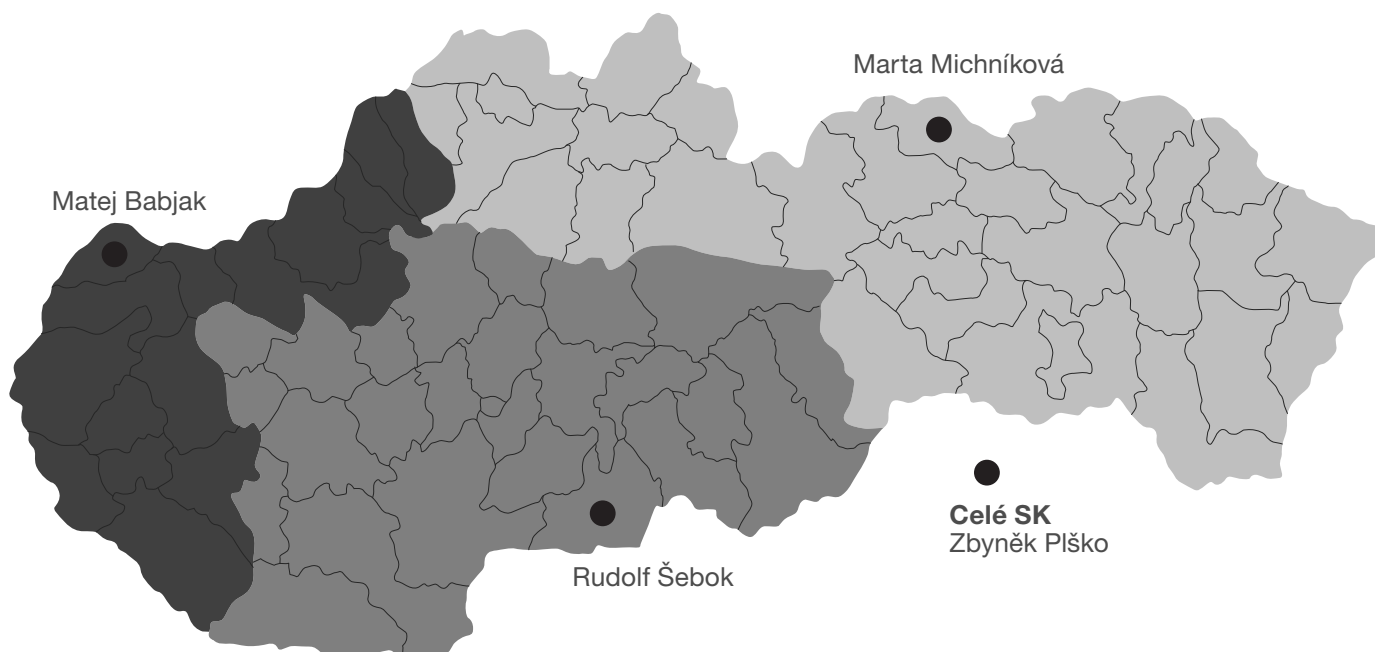 Marta Michníková
Matej Babjak
Celé SK
Zbyněk Plško
Rudolf Šebok